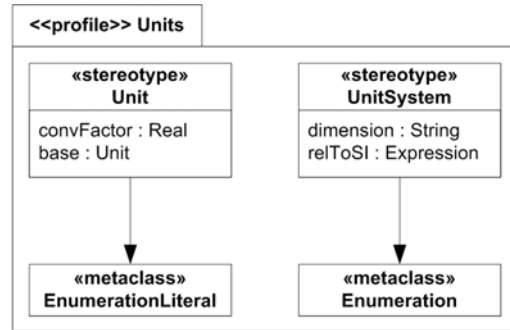 <<profile>> Units
«stereotype»
Unit
convFactor : Real
base : Unit
«stereotype»
UnitSystem
dimension : String
relToSI : Expression
«metaclass»
EnumerationLiteral
«metaclass»
Enumeration